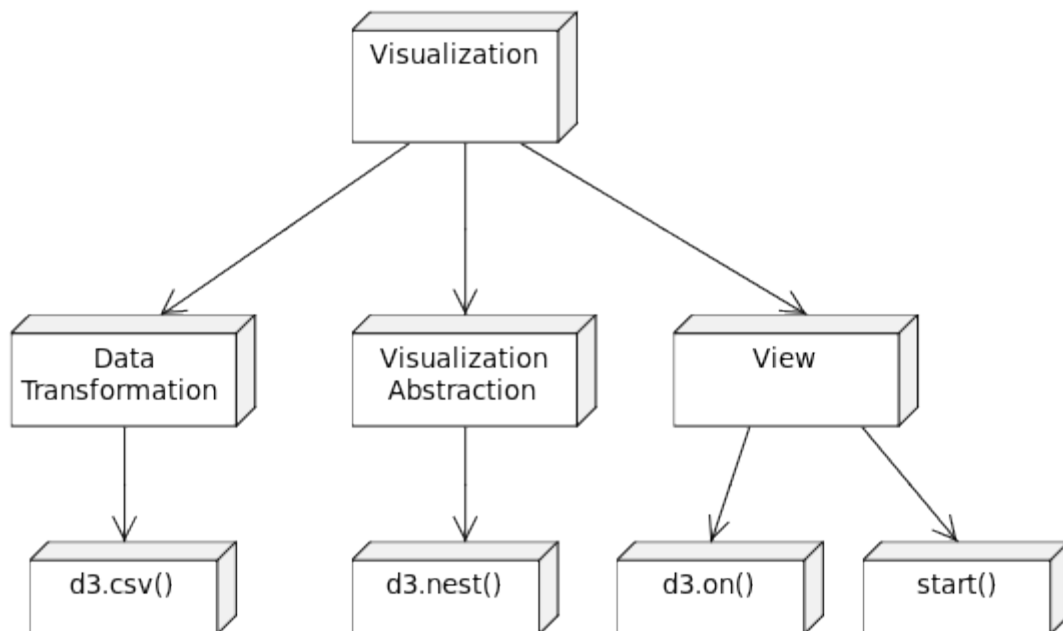 Visualization
Data
Transformation
Visualization
Abstraction
View
d3.csv()
d3.nest()
d3.on()
start()